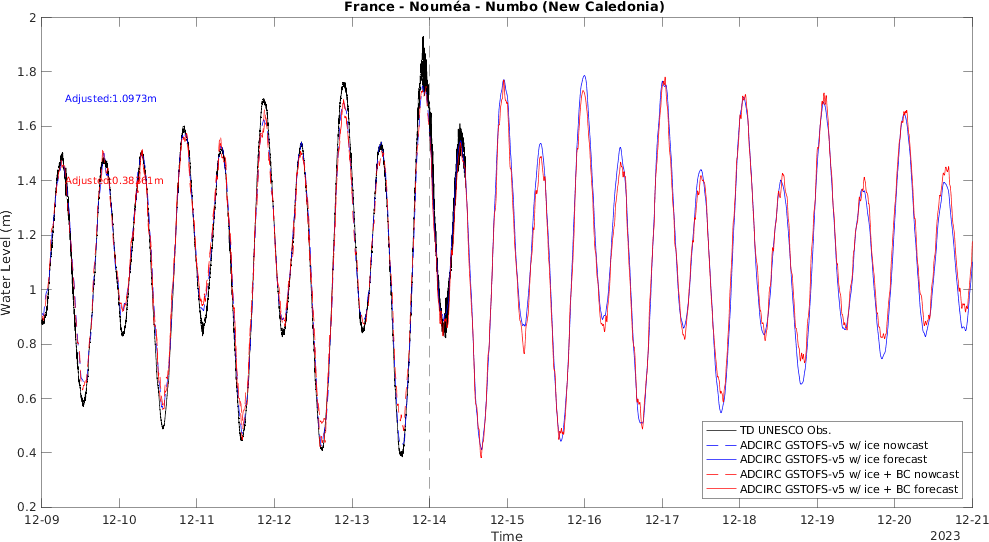 France - Nouméa - Numbo (New Caledonia)
2
1.8
1.6
1.4
1.2
1
0.8
0.6
0.4
0.2
Water Level (m)
Adjusted:1.0973m
Adjusted:0.38361m
TD UNESCO Obs.
ADCIRC GSTOFS-v5 w/ ice nowcast
ADCIRC GSTOFS-v5 w/ ice forecast
ADCIRC GSTOFS-v5 w/ ice + BC nowcast
ADCIRC GSTOFS-v5 w/ ice + BC forecast
12-09 12-10 12-11 12-12 12-13 12-14 12-15 12-16 12-17 12-18 12-19 12-20 12-21
Time
2023